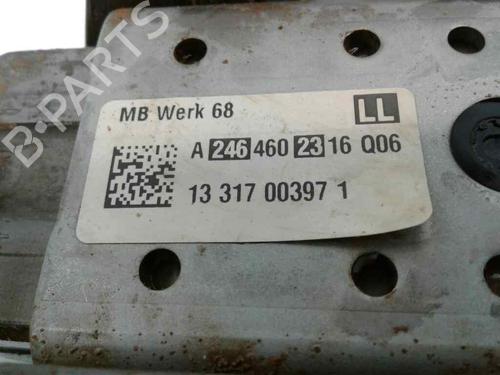 MB Werk 68
LL
A 246 460 23 16 Q06
13 317 00397 1
B-PARTS